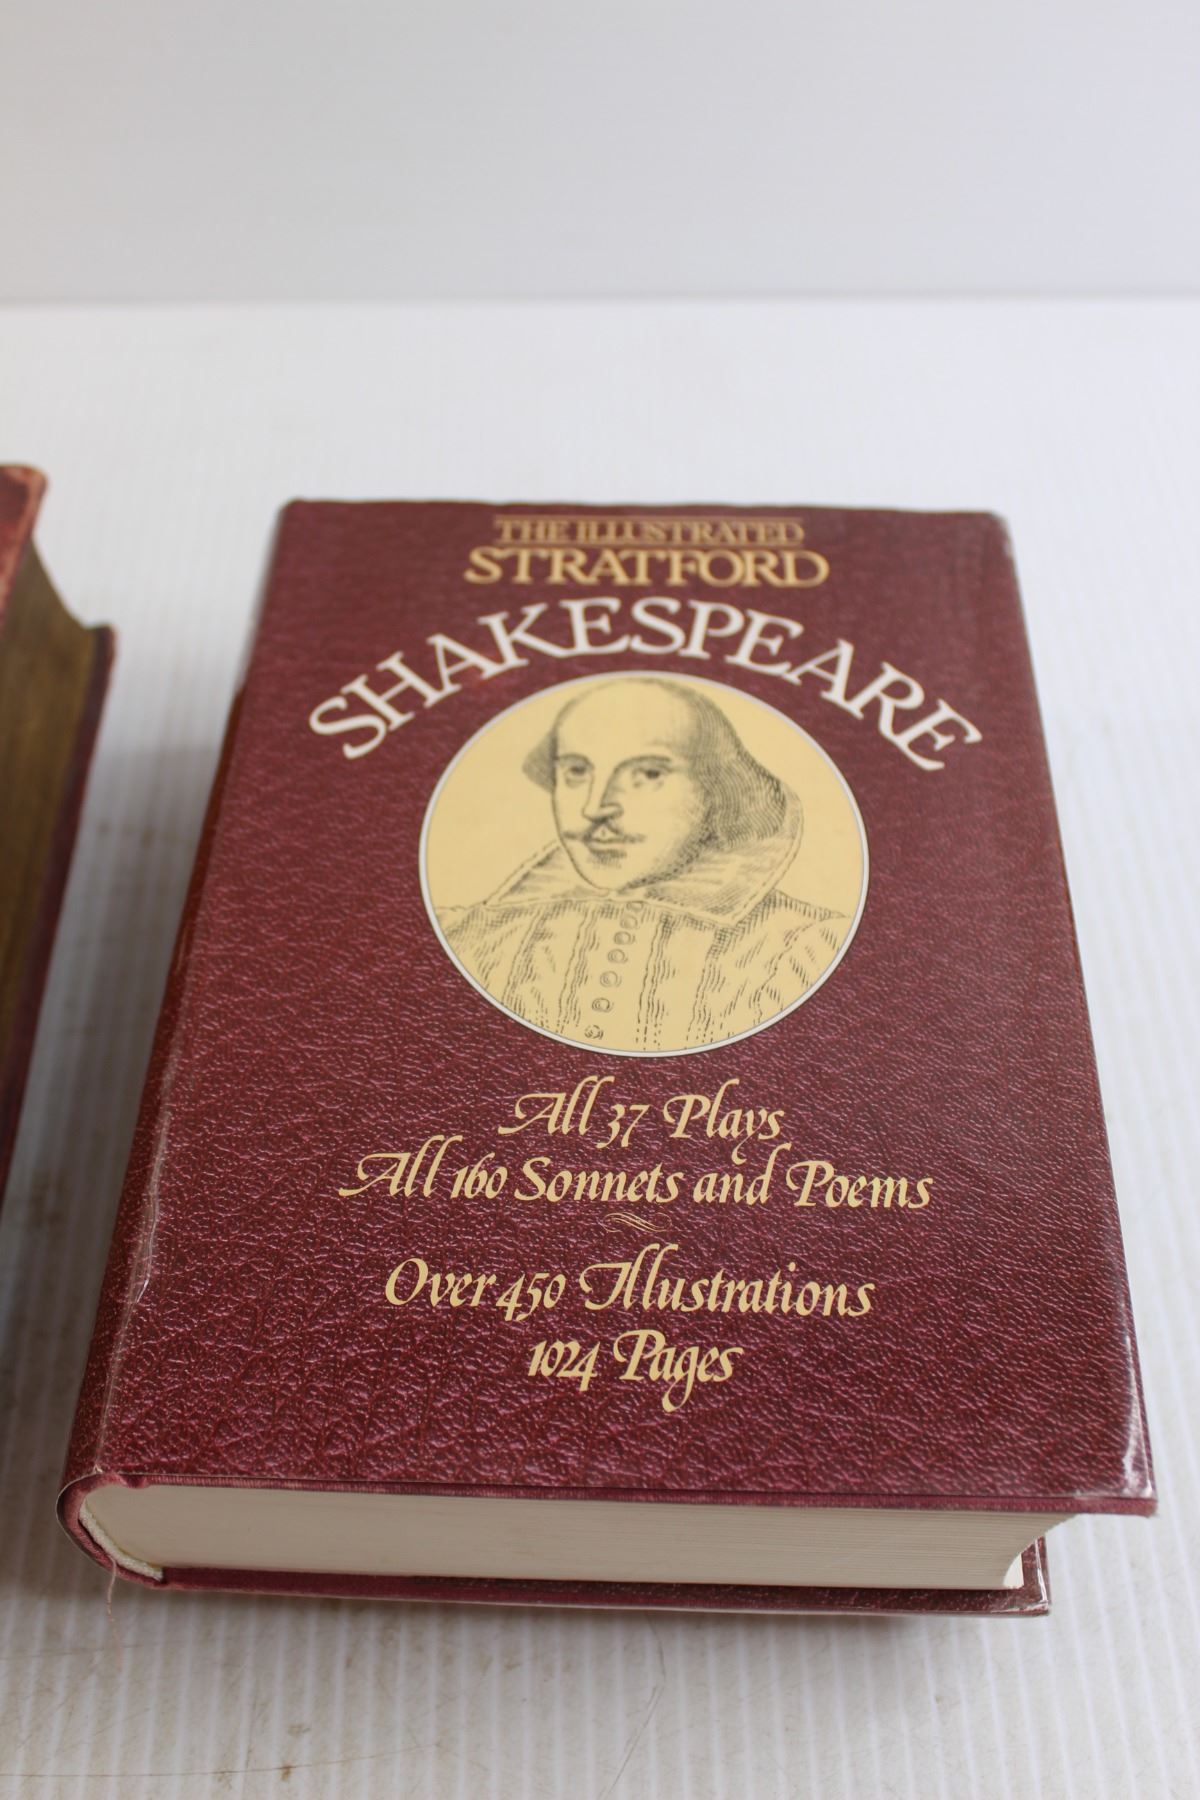 THE ILLUSTRATED
STRATFORD
SHAKESPEARE
All 37 Plays
All 160 Sonnets and Poems
Over 450 Illustrations
1024 Pages